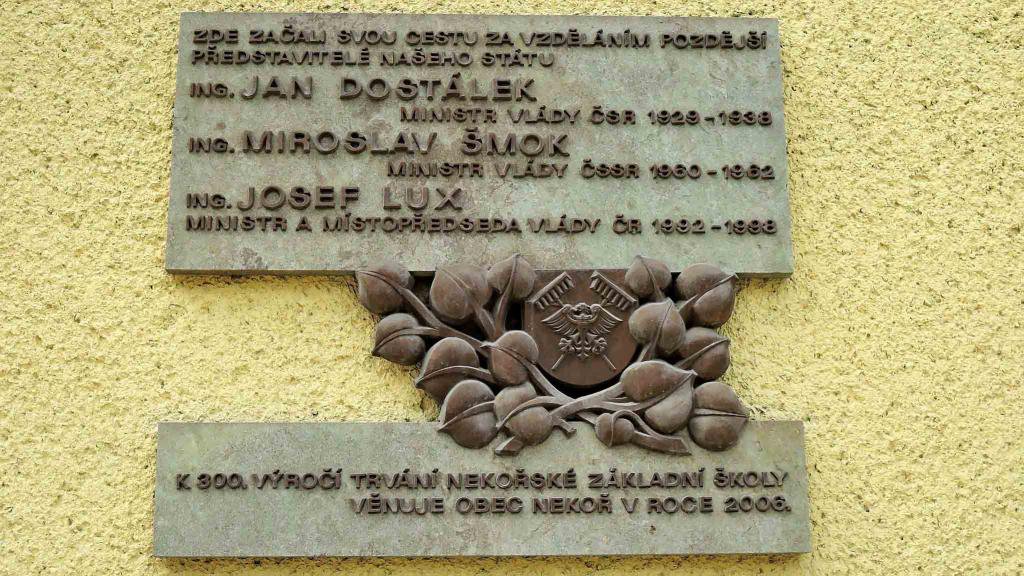 ZDE ZAČALI SVOU CESTU ZA VZDĚLÁNÍM POZDĚJŠÍ
PŘEDSTAVITELÉ NAŠEHO STÁTU
ING. JAN DOSTÁLEK
MINISTR VLÁDY ČSR 1929-1938
ING. MIROSLAV ŠMOK
MINISTR VLÁDY ČSSR 1960-1962
ING. JOSEF LUX
MINISTR A MÍSTOPŘEDSEDA VLÁDY ČR 1992-1998
K 300. VÝROČÍ TRVÁNÍ NEKOŘSKÉ ZÁKLADNÍ ŠKOLY
VĚNUJE OBEC NEKOŘ V ROCE 2006.